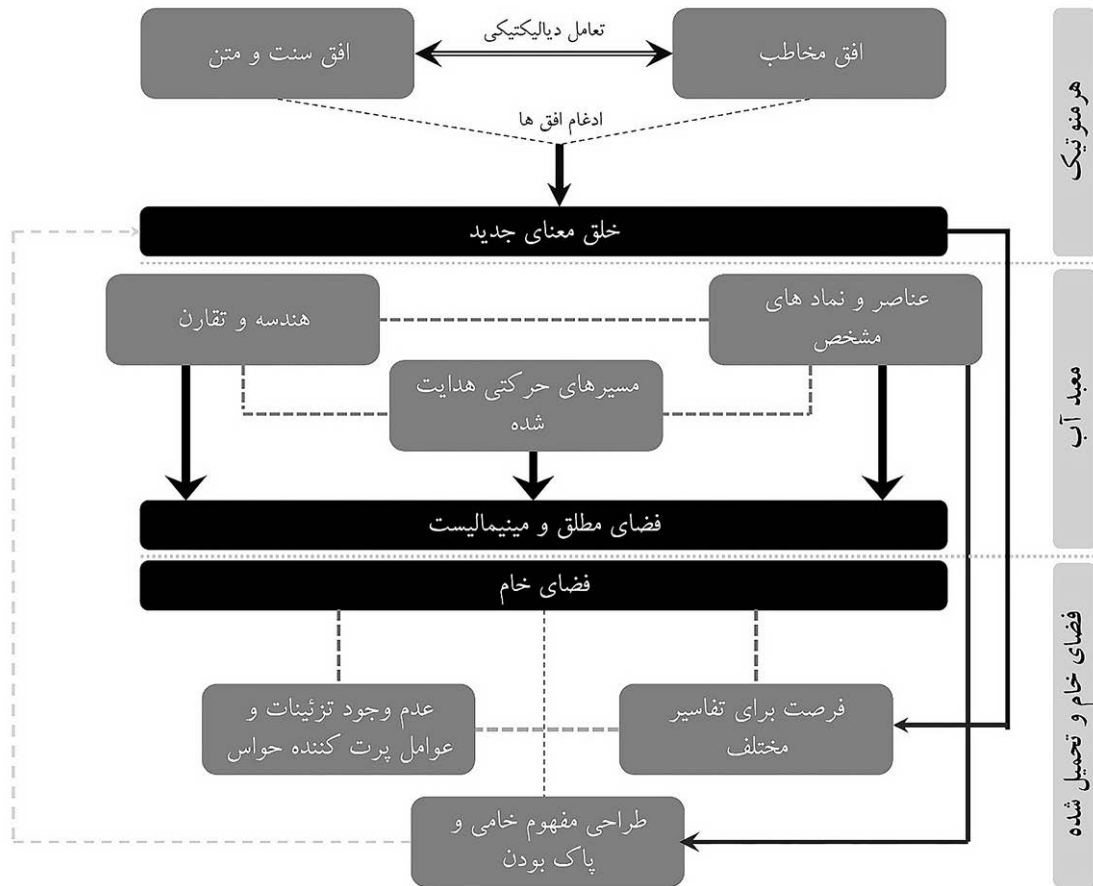 تعامل دیالیکتیکی
افق مخاطب
افق سنت و متن
ادغام افق ها
خلق معنای جدید
هرمنوتیک
عناصر و نماد های
مشخص
هندسه و تقارن
مسیرهای حرکتی هدایت
شده
فضای مطلق و مینیمالیست
معبد آب
فضای خام
فرصت برای تفاسیر
مختلف
عدم وجود تزئینات و
عوامل پرت کننده حواس
طراحی مفهوم خامی و
پاک بودن
فضای خام و تحمیل شده